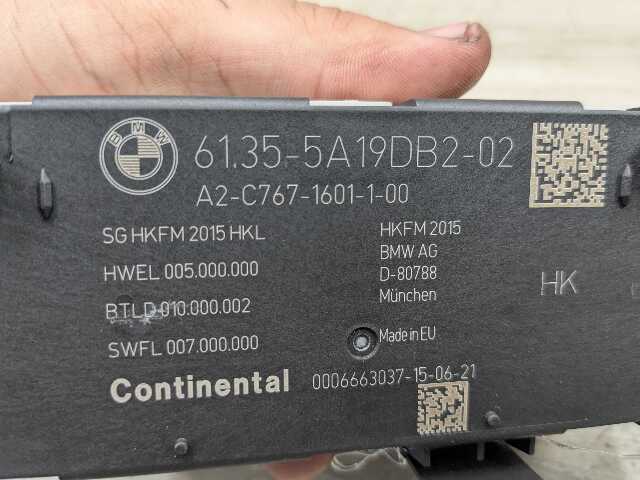 BMW
61.35-5A19DB2-02
A2-C767-1601-1-00
SG HKFM 2015 HKL
HWEL 005.000.000
BTLD 010.000.002
SWFL 007.000.000
HKFM 2015
BMW AG
D-80788
München
Made in EU
HK
Continental
0006663037-15-06-21